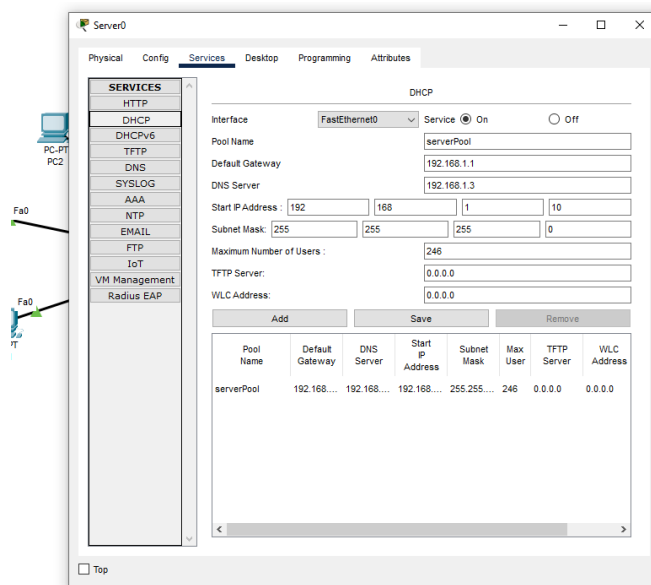 Server0
Physical Config Services Desktop Programming Attributes
SERVICES
HTTP
DHCP
DHCPv6
TFTP
DNS
SYSLOG
AAA
NTP
EMAIL
FTP
IoT
VM Management
Radius EAP
DHCP
Interface FastEthernet0 Service On Off
Pool Name serverPool
Default Gateway 192.168.1.1
DNS Server 192.168.1.3
Start IP Address : 192 168 1 10
Subnet Mask: 255 255 255 0
Maximum Number of Users : 246
TFTP Server: 0.0.0.0
WLC Address: 0.0.0.0
Add Save Remove
Pool Name Default Gateway DNS Server Start IP Address Subnet Mask Max User TFTP Server WLC Address
serverPool 192.168.... 192.168.... 192.168.... 255.255.... 246 0.0.0.0 0.0.0.0
Top
PC-PT
PC2
Fa0
Fa0